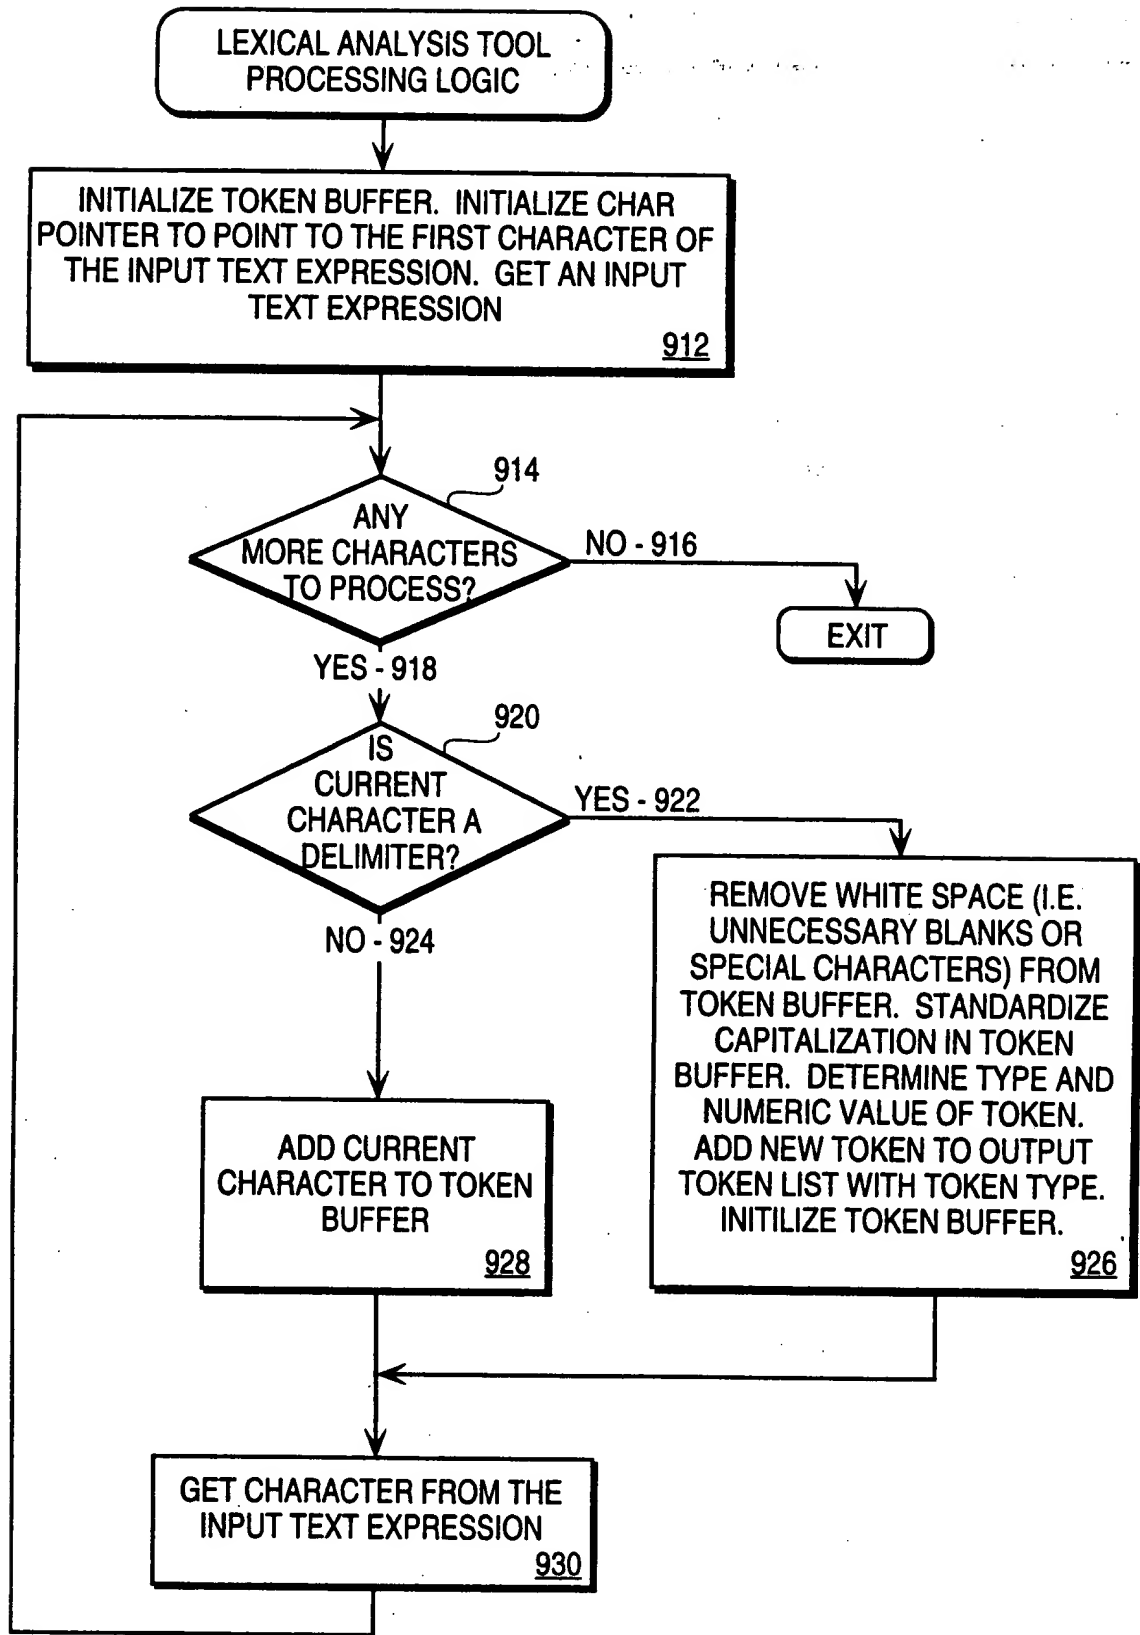 LEXICAL ANALYSIS TOOL
PROCESSING LOGIC
INITIALIZE TOKEN BUFFER. INITIALIZE CHAR
POINTER TO POINT TO THE FIRST CHARACTER OF
THE INPUT TEXT EXPRESSION. GET AN INPUT
TEXT EXPRESSION
912
914
ANY
MORE CHARACTERS
TO PROCESS?
NO - 916
EXIT
YES - 918
920
IS
CURRENT
CHARACTER A
DELIMITER?
YES - 922
NO - 924
REMOVE WHITE SPACE (I.E.
UNNECESSARY BLANKS OR
SPECIAL CHARACTERS) FROM
TOKEN BUFFER. STANDARDIZE
CAPITALIZATION IN TOKEN
BUFFER. DETERMINE TYPE AND
NUMERIC VALUE OF TOKEN.
ADD NEW TOKEN TO OUTPUT
TOKEN LIST WITH TOKEN TYPE.
INITILIZE TOKEN BUFFER.
926
ADD CURRENT
CHARACTER TO TOKEN
BUFFER
928
GET CHARACTER FROM THE
INPUT TEXT EXPRESSION
930